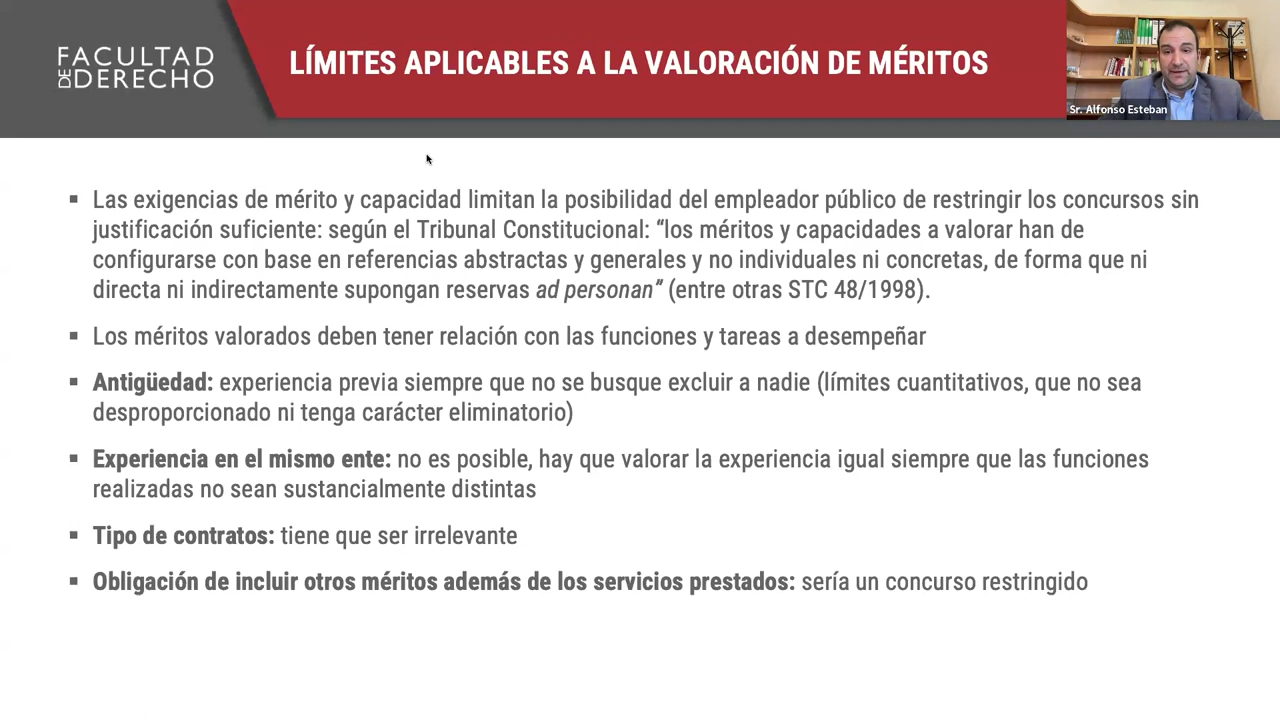 FACULTAD
DE DERECHO
LÍMITES APLICABLES A LA VALORACIÓN DE MÉRITOS
Sr. Alfonso Esteban
▪ Las exigencias de mérito y capacidad limitan la posibilidad del empleador público de restringir los concursos sin
justificación suficiente: según el Tribunal Constitucional: “los méritos y capacidades a valorar han de
configurarse con base en referencias abstractas y generales y no individuales ni concretas, de forma que ni
directa ni indirectamente supongan reservas ad personan” (entre otras STC 48/1998).
▪ Los méritos valorados deben tener relación con las funciones y tareas a desempeñar
▪ Antigüedad: experiencia previa siempre que no se busque excluir a nadie (límites cuantitativos, que no sea
desproporcionado ni tenga carácter eliminatorio)
▪ Experiencia en el mismo ente: no es posible, hay que valorar la experiencia igual siempre que las funciones
realizadas no sean sustancialmente distintas
▪ Tipo de contratos: tiene que ser irrelevante
▪ Obligación de incluir otros méritos además de los servicios prestados: sería un concurso restringido